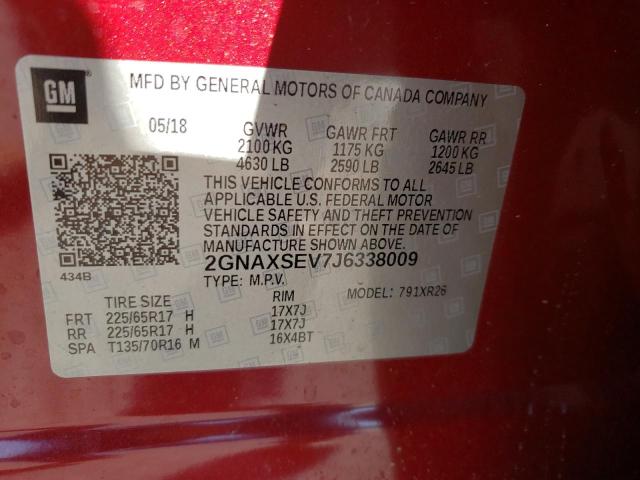 GM
MFD BY GENERAL MOTORS OF CANADA COMPANY
05/18 GVWR GAWR FRT GAWR RR
2100 KG 1175 KG 1200 KG
4630 LB 2590 LB 2645 LB
THIS VEHICLE CONFORMS TO ALL
APPLICABLE U.S. FEDERAL MOTOR
VEHICLE SAFETY AND THEFT PREVENTION
STANDARDS IN EFFECT ON THE DATE OF
MANUFACTURE SHOWN ABOVE.
2GNAXSEV7J6338009
434B
TYPE: M.P.V. MODEL: 791XR26
TIRE SIZE RIM
FRT 225/65R17 H 17X7J
RR 225/65R17 H 17X7J
SPA T135/70R16 M 16X4BT